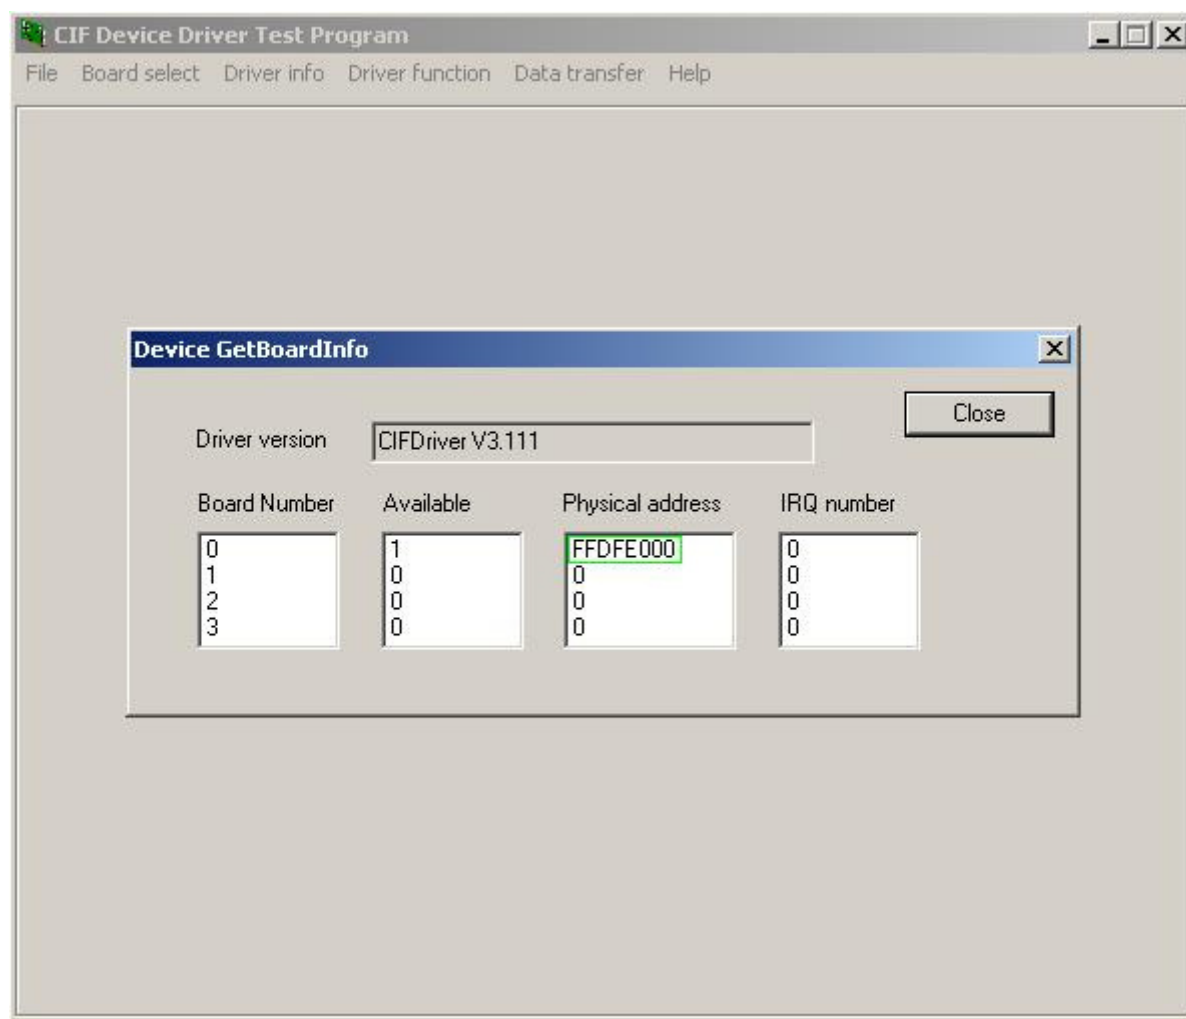 CIF Device Driver Test Program
File Board select Driver info Driver function Data transfer Help
Device GetBoardInfo
Close
Driver version CIFDriver V3.111
Board Number Available Physical address IRQ number
0 1 FFDFE000 0
1 0 0 0
2 0 0 0
3 0 0 0